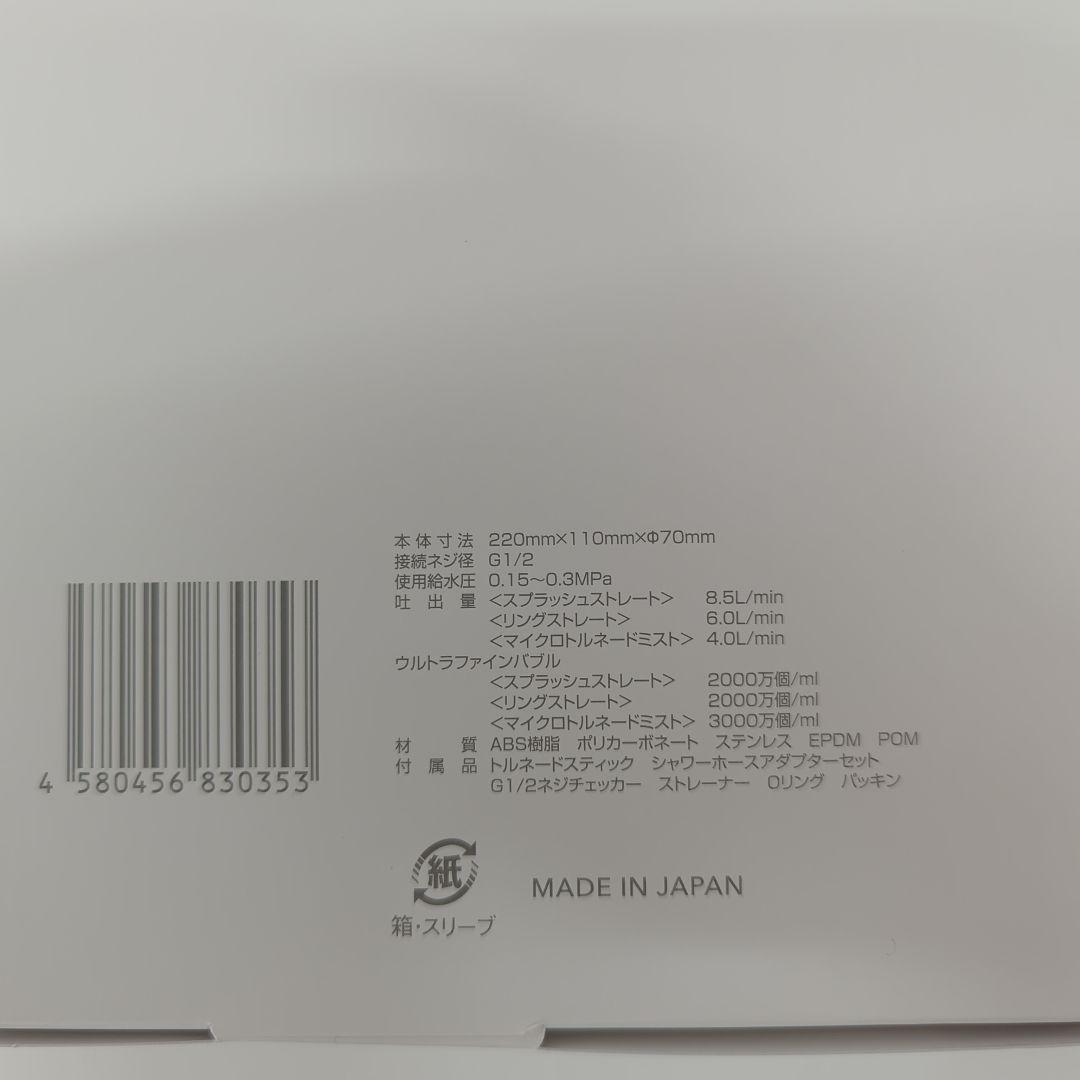 本体寸法 220mm×110mm×Φ70mm
接続ネジ径 G1/2
使用給水圧 0.15～0.3MPa
吐出量 <スプラッシュストレート> 8.5L/min
<リングストレート> 6.0L/min
<マイクロトルネードミスト> 4.0L/min
ウルトラファインバブル
<スプラッシュストレート> 2000万個/ml
<リングストレート> 2000万個/ml
<マイクロトルネードミスト> 3000万個/ml
材質 ABS樹脂 ポリカーボネート ステンレス EPDM POM
付属品 トルネードスティック シャワーホースアダプターセット
G1/2ネジチェッカー ストレーナー Oリング パッキン
4 580456 830353
紙
箱・スリーブ
MADE IN JAPAN